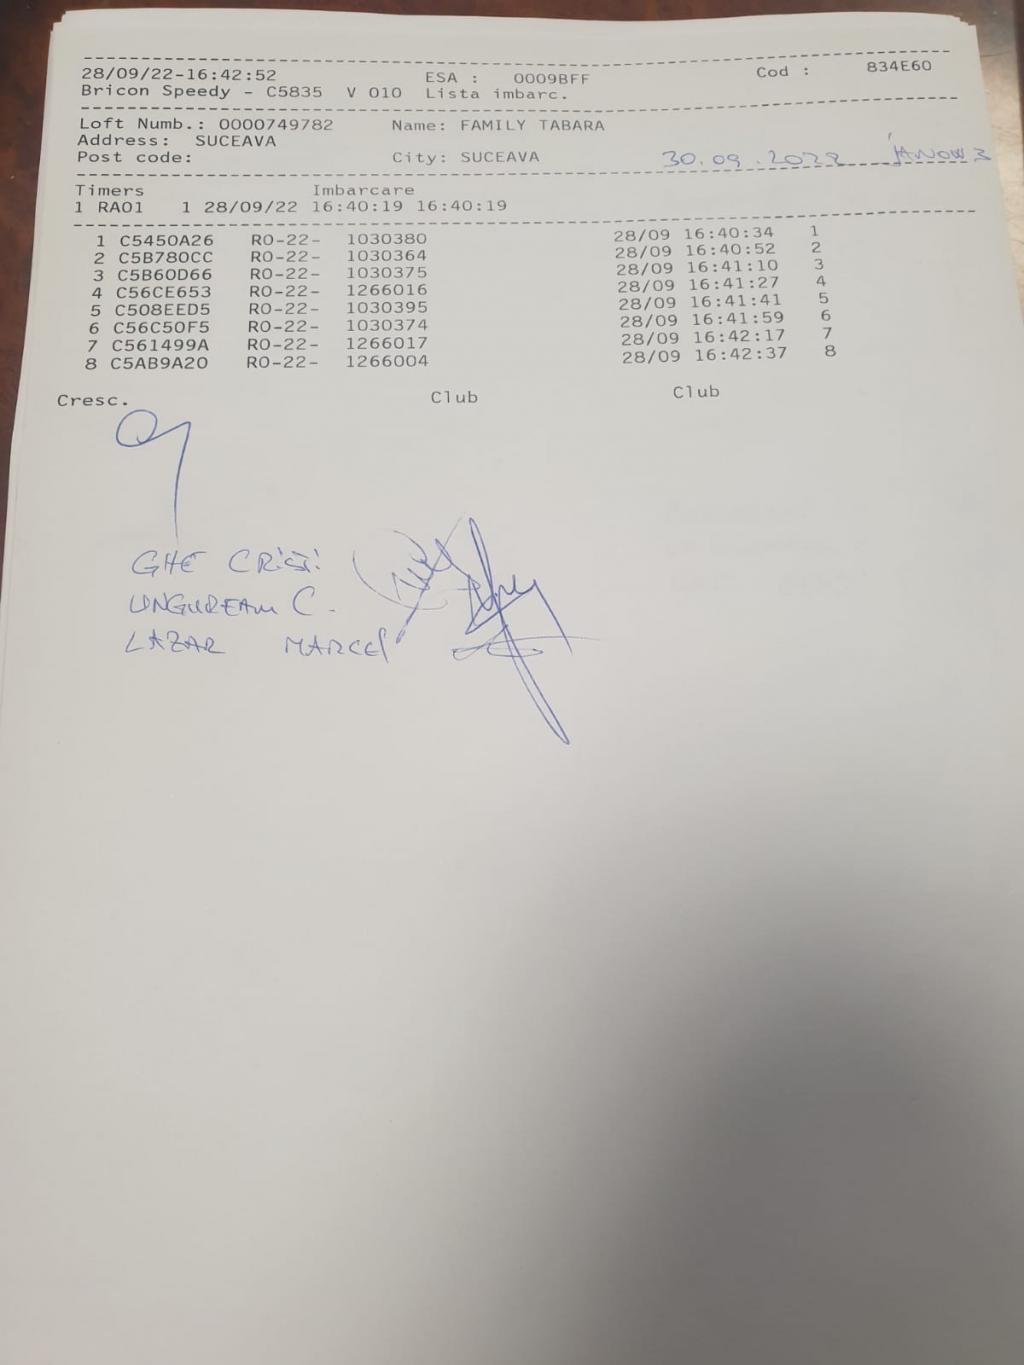 28/09/22-16:42:52 ESA : 0009BFF Cod : 834E60
Bricon Speedy - C5835 V 010 Lista imbarc.
Loft Numb.: 0000749782 Name: FAMILY TABARA
Address: SUCEAVA
Post code: City: SUCEAVA 30.09.2022 JANOW 3
Timers Imbarcare
1 RA01 1 28/09/22 16:40:19 16:40:19
1 C5450A26 RO-22- 1030380 28/09 16:40:34 1
2 C5B780CC RO-22- 1030364 28/09 16:40:52 2
3 C5B60D66 RO-22- 1030375 28/09 16:41:10 3
4 C56CE653 RO-22- 1266016 28/09 16:41:27 4
5 C508EED5 RO-22- 1030395 28/09 16:41:41 5
6 C56C50F5 RO-22- 1030374 28/09 16:41:59 6
7 C561499A RO-22- 1266017 28/09 16:42:17 7
8 C5AB9A20 RO-22- 1266004 28/09 16:42:37 8
Cresc. Club Club
GHE CRISTI
UNGUREANU C.
LAZAR MARCEL